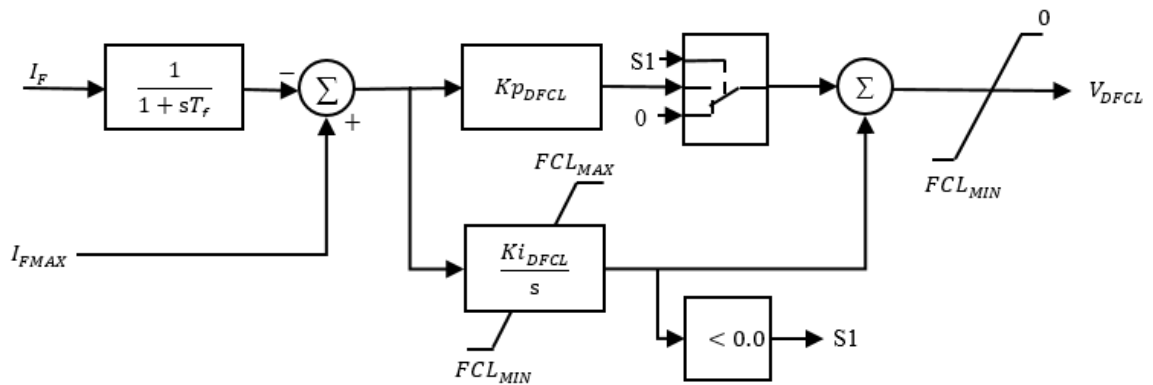 I_F
1
1 + sT_f
−
Σ
+
Kp_DFCL
S1
0
Σ
0
FCL_MIN
V_DFCL
I_FMAX
FCL_MAX
Ki_DFCL
s
FCL_MIN
< 0.0
S1